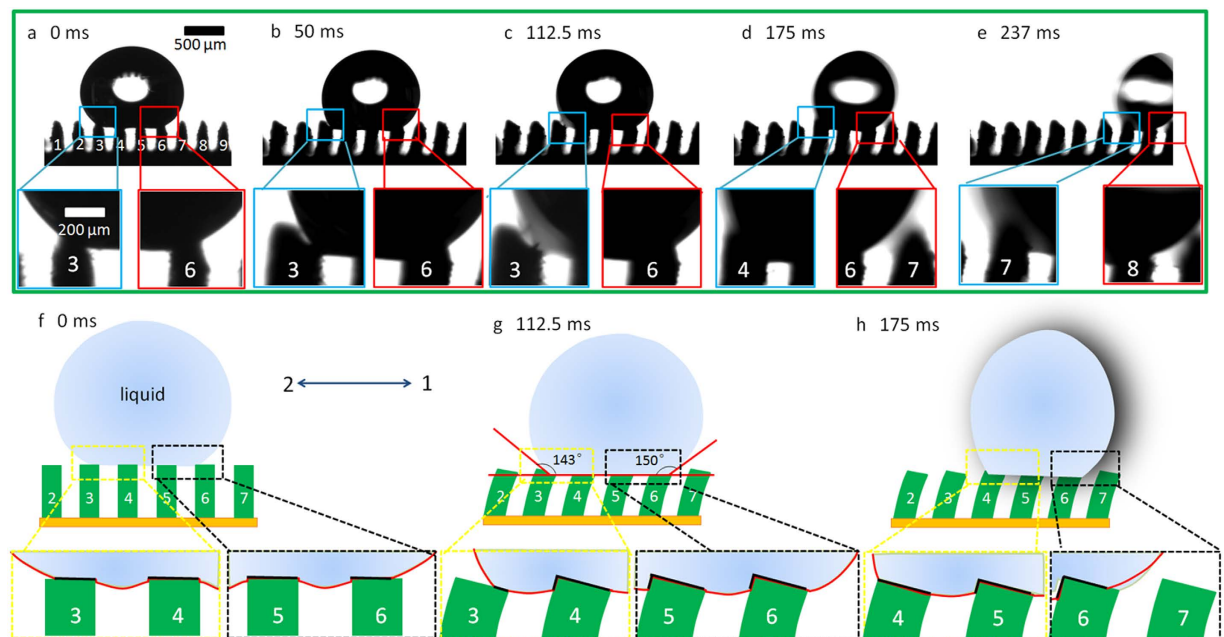 a 0 ms
500 µm
b 50 ms
c 112.5 ms
d 175 ms
e 237 ms
1 2 3 4 5 6 7 8 9
200 µm
3
6
3
6
3
6
4
6
7
7
8
f 0 ms
g 112.5 ms
h 175 ms
liquid
2
1
143°
150°
2 3 4 5 6 7
2 3 4 5 6 7
2 3 4 5 6 7
3 4
5 6
3 4
5 6
4 5
6 7